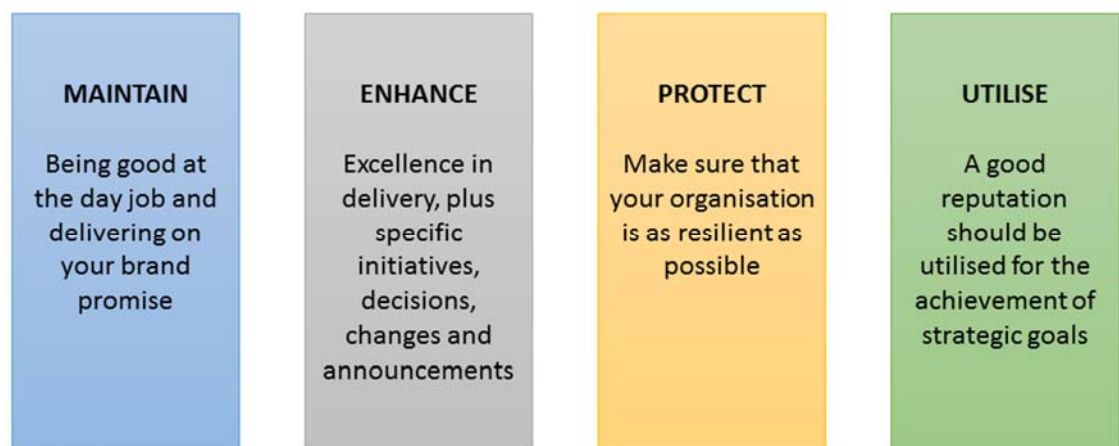 MAINTAIN
Being good at
the day job and
delivering on
your brand
promise
ENHANCE
Excellence in
delivery, plus
specific
initiatives,
decisions,
changes and
announcements
PROTECT
Make sure that
your organisation
is as resilient as
possible
UTILISE
A good
reputation
should be
utilised for the
achievement of
strategic goals